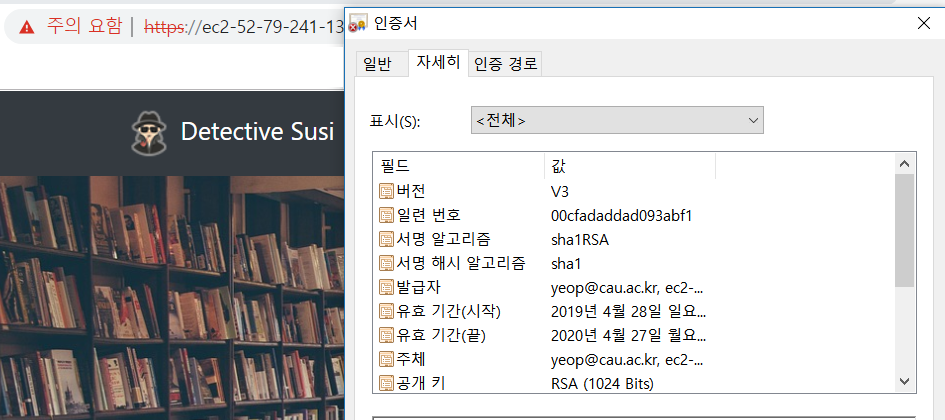 주의 요함 | https://ec2-52-79-241-13
Detective Susi
인증서
일반 자세히 인증 경로
표시(S): <전체>
필드 값
버전 V3
일련 번호 00cfadaddad093abf1
서명 알고리즘 sha1RSA
서명 해시 알고리즘 sha1
발급자 yeop@cau.ac.kr, ec2-...
유효 기간(시작) 2019년 4월 28일 일요...
유효 기간(끝) 2020년 4월 27일 월요...
주체 yeop@cau.ac.kr, ec2-...
공개 키 RSA (1024 Bits)